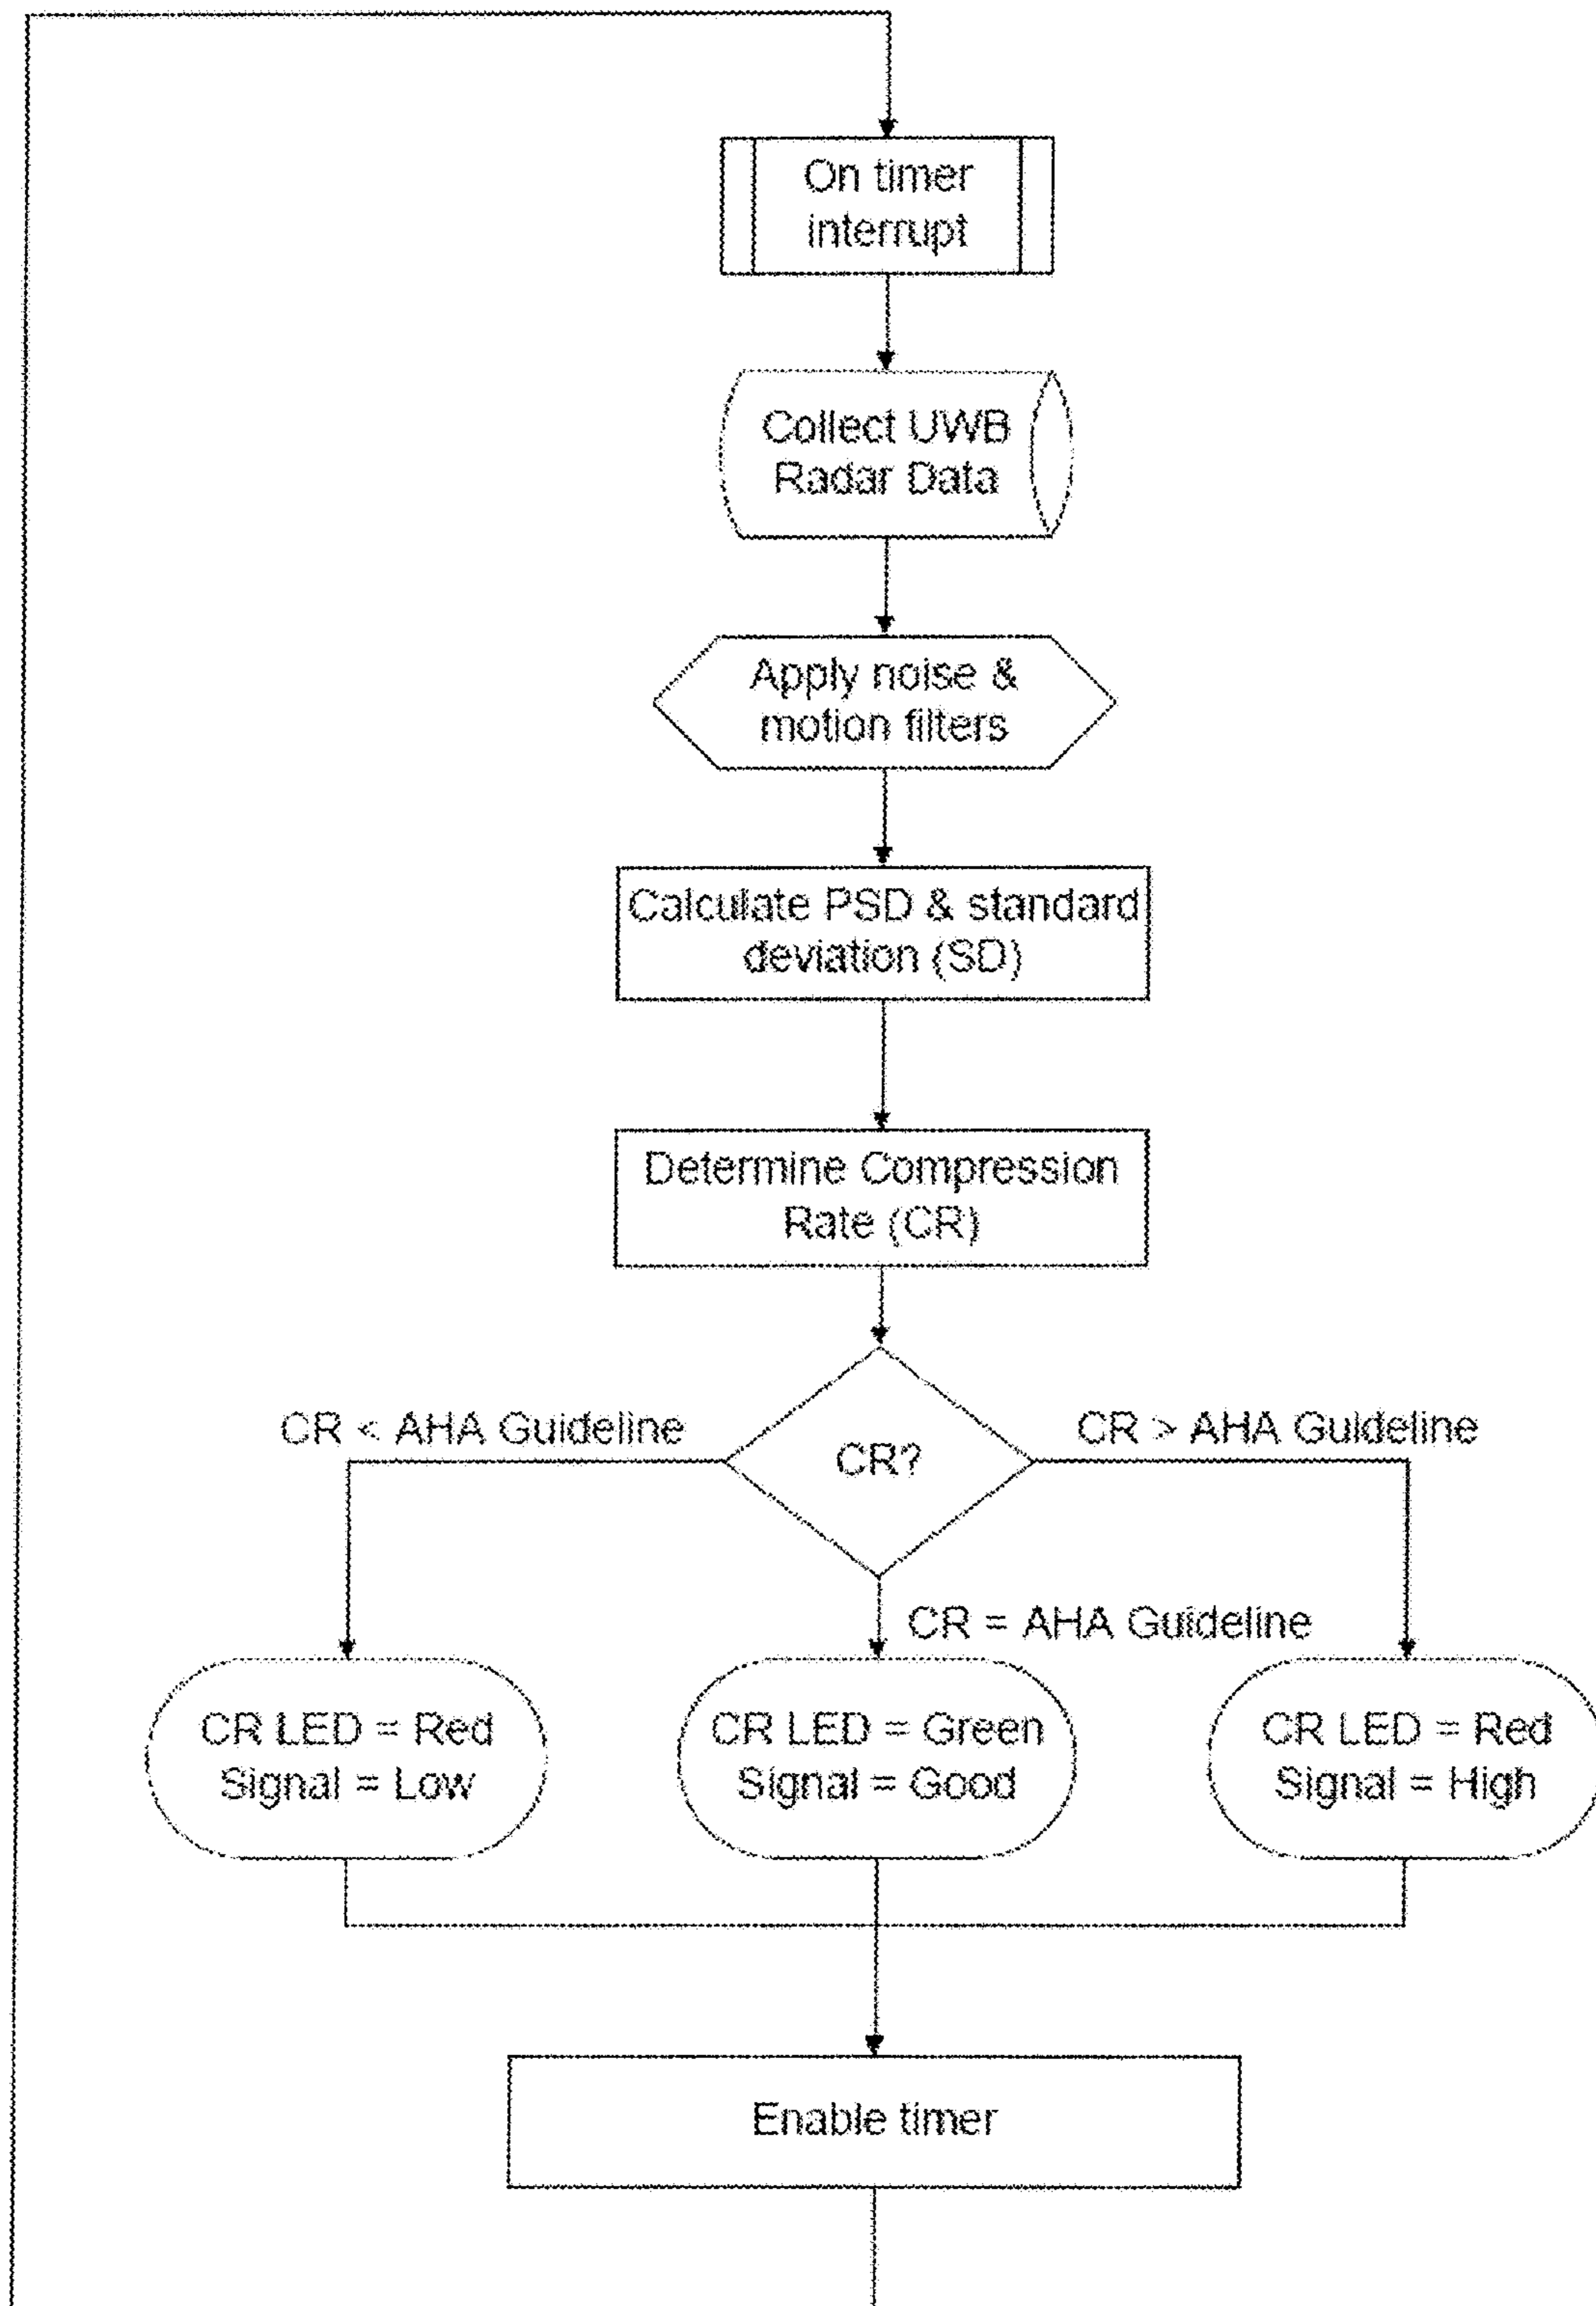 On timer
interrupt
Collect UWB
Radar Data
Apply noise &
motion filters
Calculate PSD & standard
deviation (SD)
Determine Compression
Rate (CR)
CR < AHA Guideline
CR?
CR > AHA Guideline
CR = AHA Guideline
CR LED = Red
Signal = Low
CR LED = Green
Signal = Good
CR LED = Red
Signal = High
Enable timer